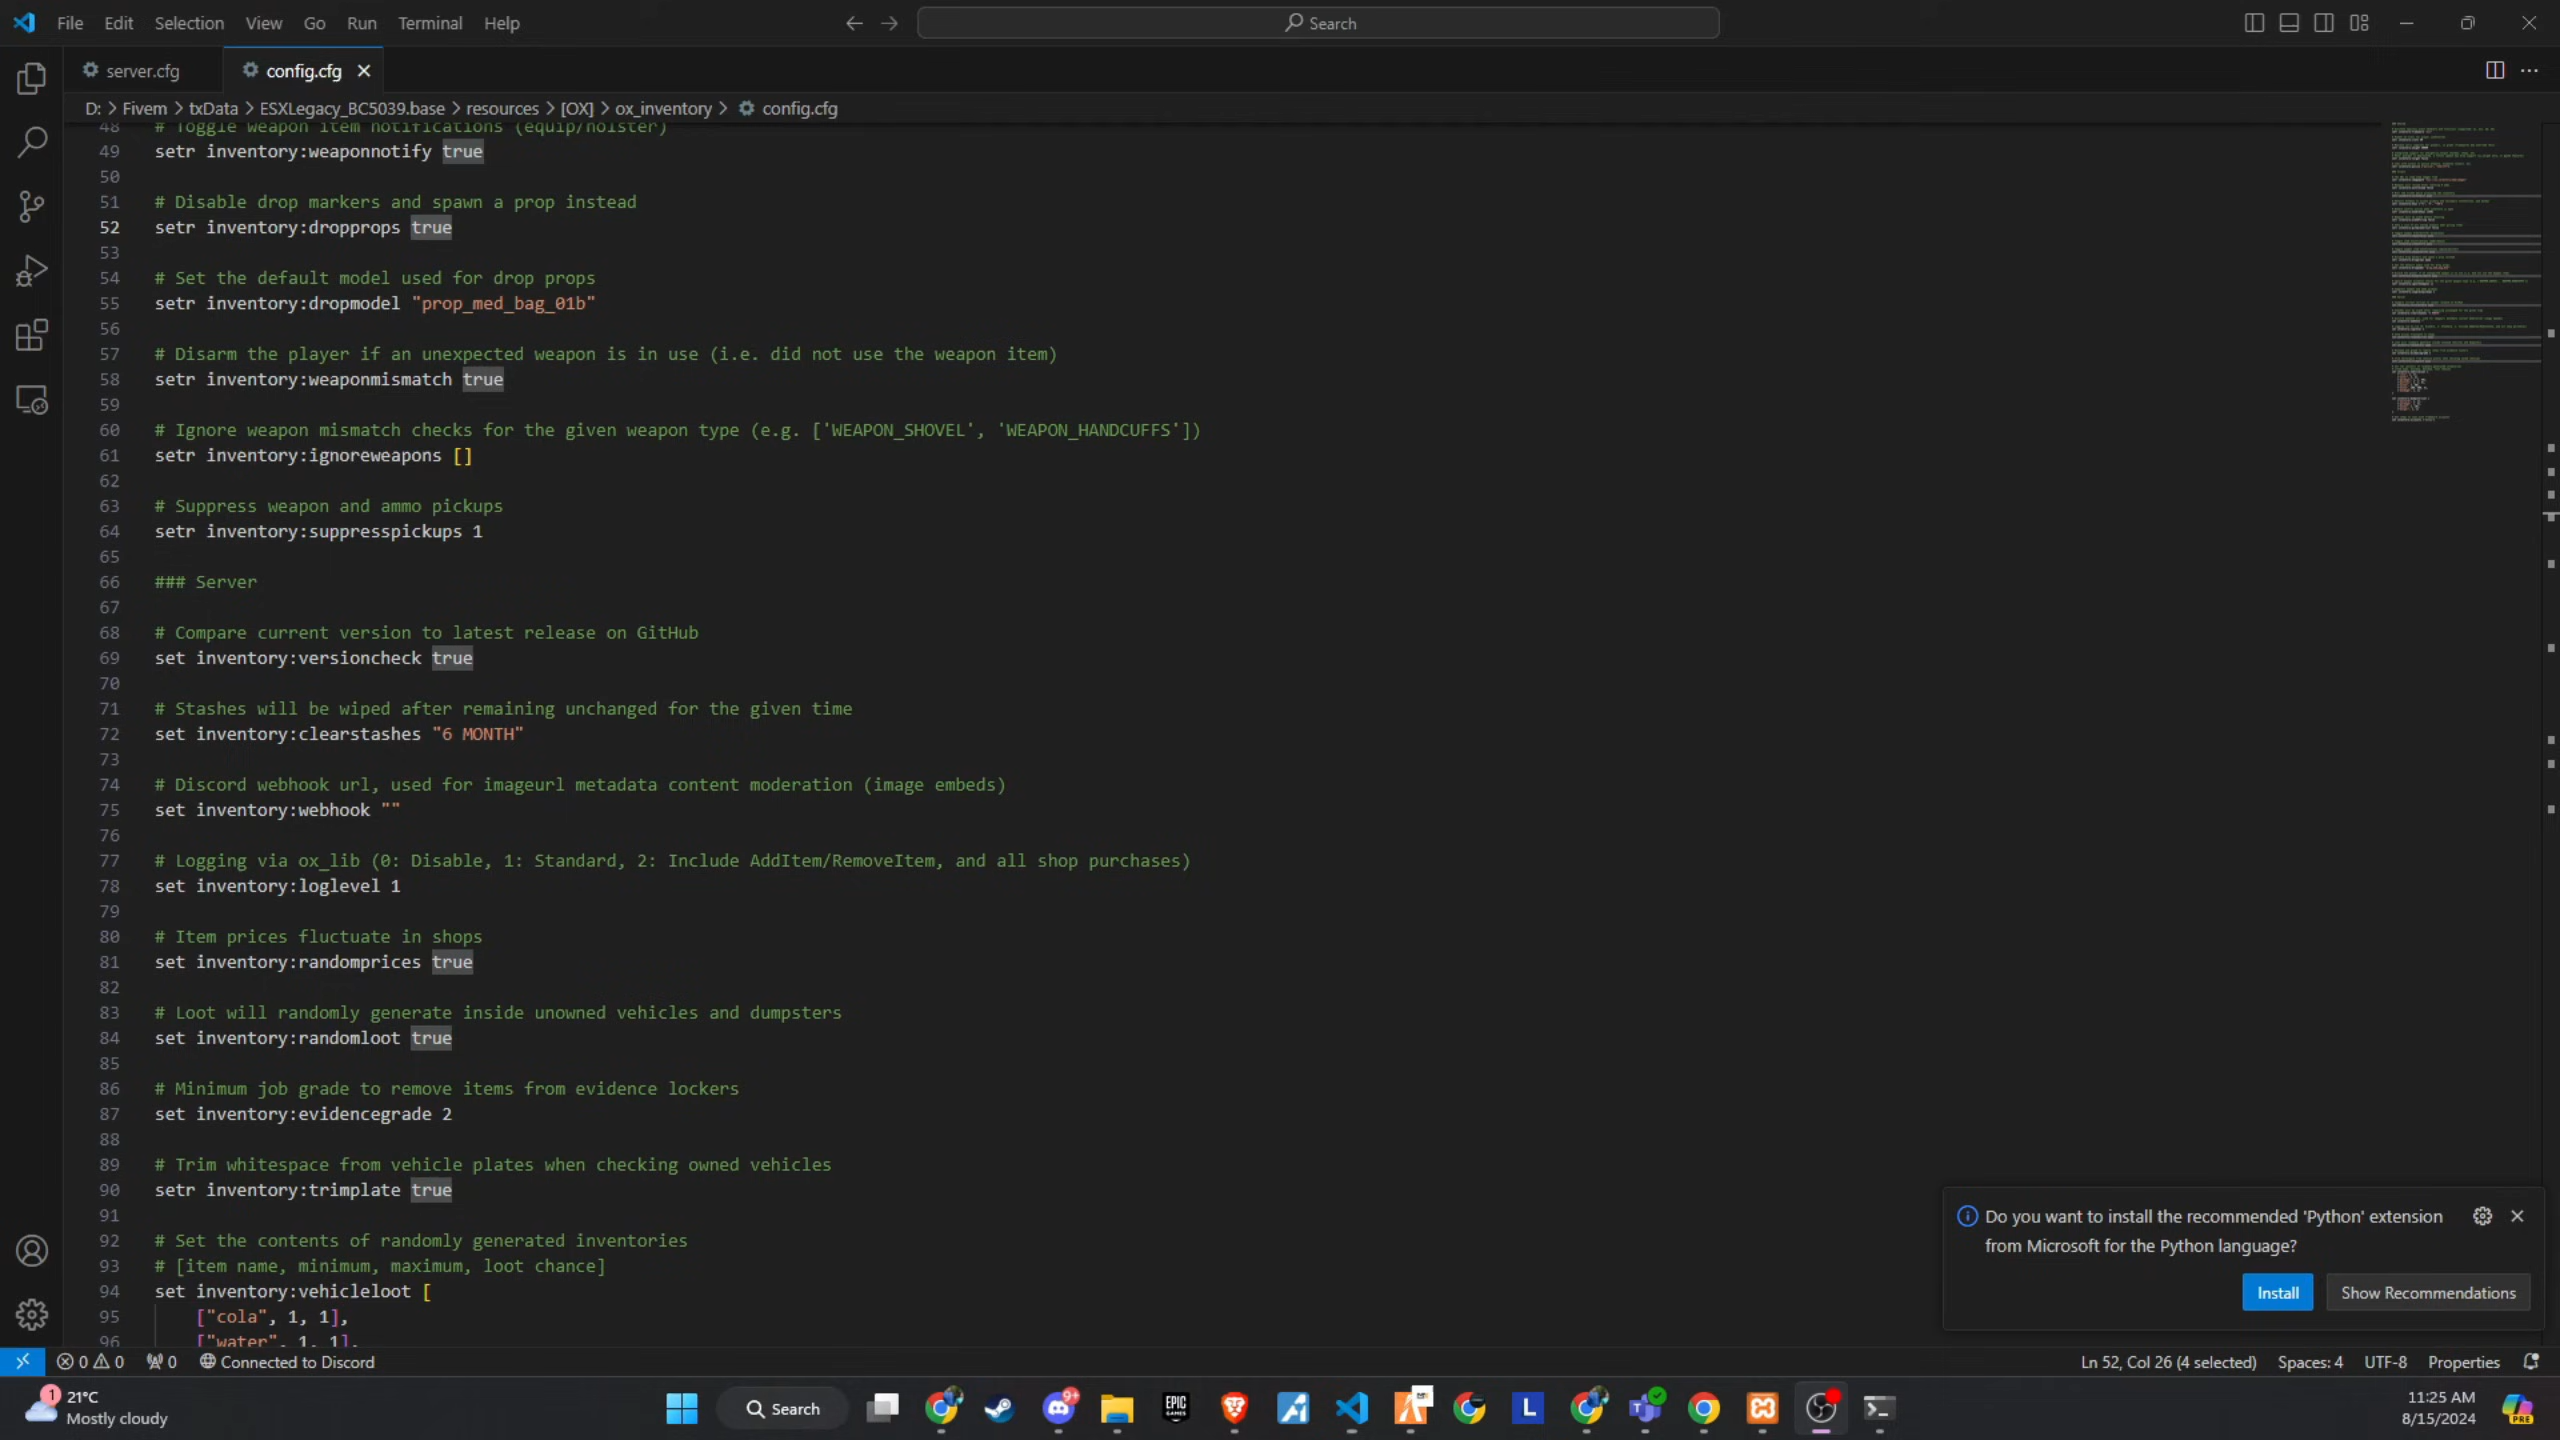 File Edit Selection View Go Run Terminal Help
Search
server.cfg
config.cfg
D: > Fivem > txData > ESXLegacy_BC5039.base > resources > [OX] > ox_inventory > config.cfg
48 # Toggle weapon item notifications (equip/holster)
49 setr inventory:weaponnotify true
50
51 # Disable drop markers and spawn a prop instead
52 setr inventory:dropprops true
53
54 # Set the default model used for drop props
55 setr inventory:dropmodel "prop_med_bag_01b"
56
57 # Disarm the player if an unexpected weapon is in use (i.e. did not use the weapon item)
58 setr inventory:weaponmismatch true
59
60 # Ignore weapon mismatch checks for the given weapon type (e.g. ['WEAPON_SHOVEL', 'WEAPON_HANDCUFFS'])
61 setr inventory:ignoreweapons []
62
63 # Suppress weapon and ammo pickups
64 setr inventory:suppresspickups 1
65
66 ### Server
67
68 # Compare current version to latest release on GitHub
69 set inventory:versioncheck true
70
71 # Stashes will be wiped after remaining unchanged for the given time
72 set inventory:clearstashes "6 MONTH"
73
74 # Discord webhook url, used for imageurl metadata content moderation (image embeds)
75 set inventory:webhook ""
76
77 # Logging via ox_lib (0: Disable, 1: Standard, 2: Include AddItem/RemoveItem, and all shop purchases)
78 set inventory:loglevel 1
79
80 # Item prices fluctuate in shops
81 set inventory:randomprices true
82
83 # Loot will randomly generate inside unowned vehicles and dumpsters
84 set inventory:randomloot true
85
86 # Minimum job grade to remove items from evidence lockers
87 set inventory:evidencegrade 2
88
89 # Trim whitespace from vehicle plates when checking owned vehicles
90 setr inventory:trimplate true
91
92 # Set the contents of randomly generated inventories
93 # [item name, minimum, maximum, loot chance]
94 set inventory:vehicleloot [
95 ["cola", 1, 1],
96 ["water", 1, 1],
Do you want to install the recommended 'Python' extension
from Microsoft for the Python language?
Install
Show Recommendations
0 0 0 Connected to Discord
Ln 52, Col 26 (4 selected) Spaces: 4 UTF-8 Properties
1
21°C
Mostly cloudy
Search
9+
EPIC
GAMES
L
11:25 AM
8/15/2024
PRE